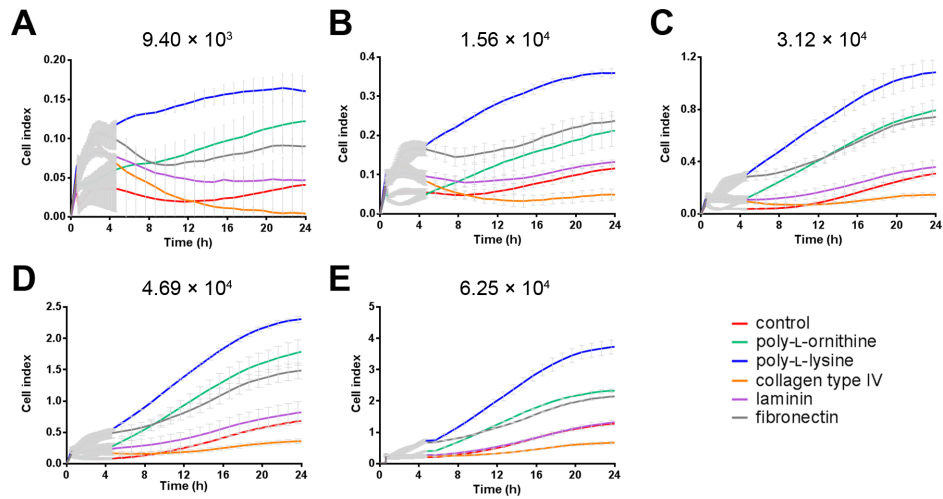 A
9.40 × 10³
Cell index
0.20
0.15
0.10
0.05
0.00
0
4
8
12
16
20
24
Time (h)
B
1.56 × 10⁴
Cell index
0.4
0.3
0.2
0.1
0.0
0
4
8
12
16
20
24
Time (h)
C
3.12 × 10⁴
Cell index
1.2
0.8
0.4
0.0
0
4
8
12
16
20
24
Time (h)
D
4.69 × 10⁴
Cell index
2.5
2.0
1.5
1.0
0.5
0.0
0
4
8
12
16
20
24
Time (h)
E
6.25 × 10⁴
Cell index
5
4
3
2
1
0
0
4
8
12
16
20
24
Time (h)
control
poly-L-ornithine
poly-L-lysine
collagen type IV
laminin
fibronectin